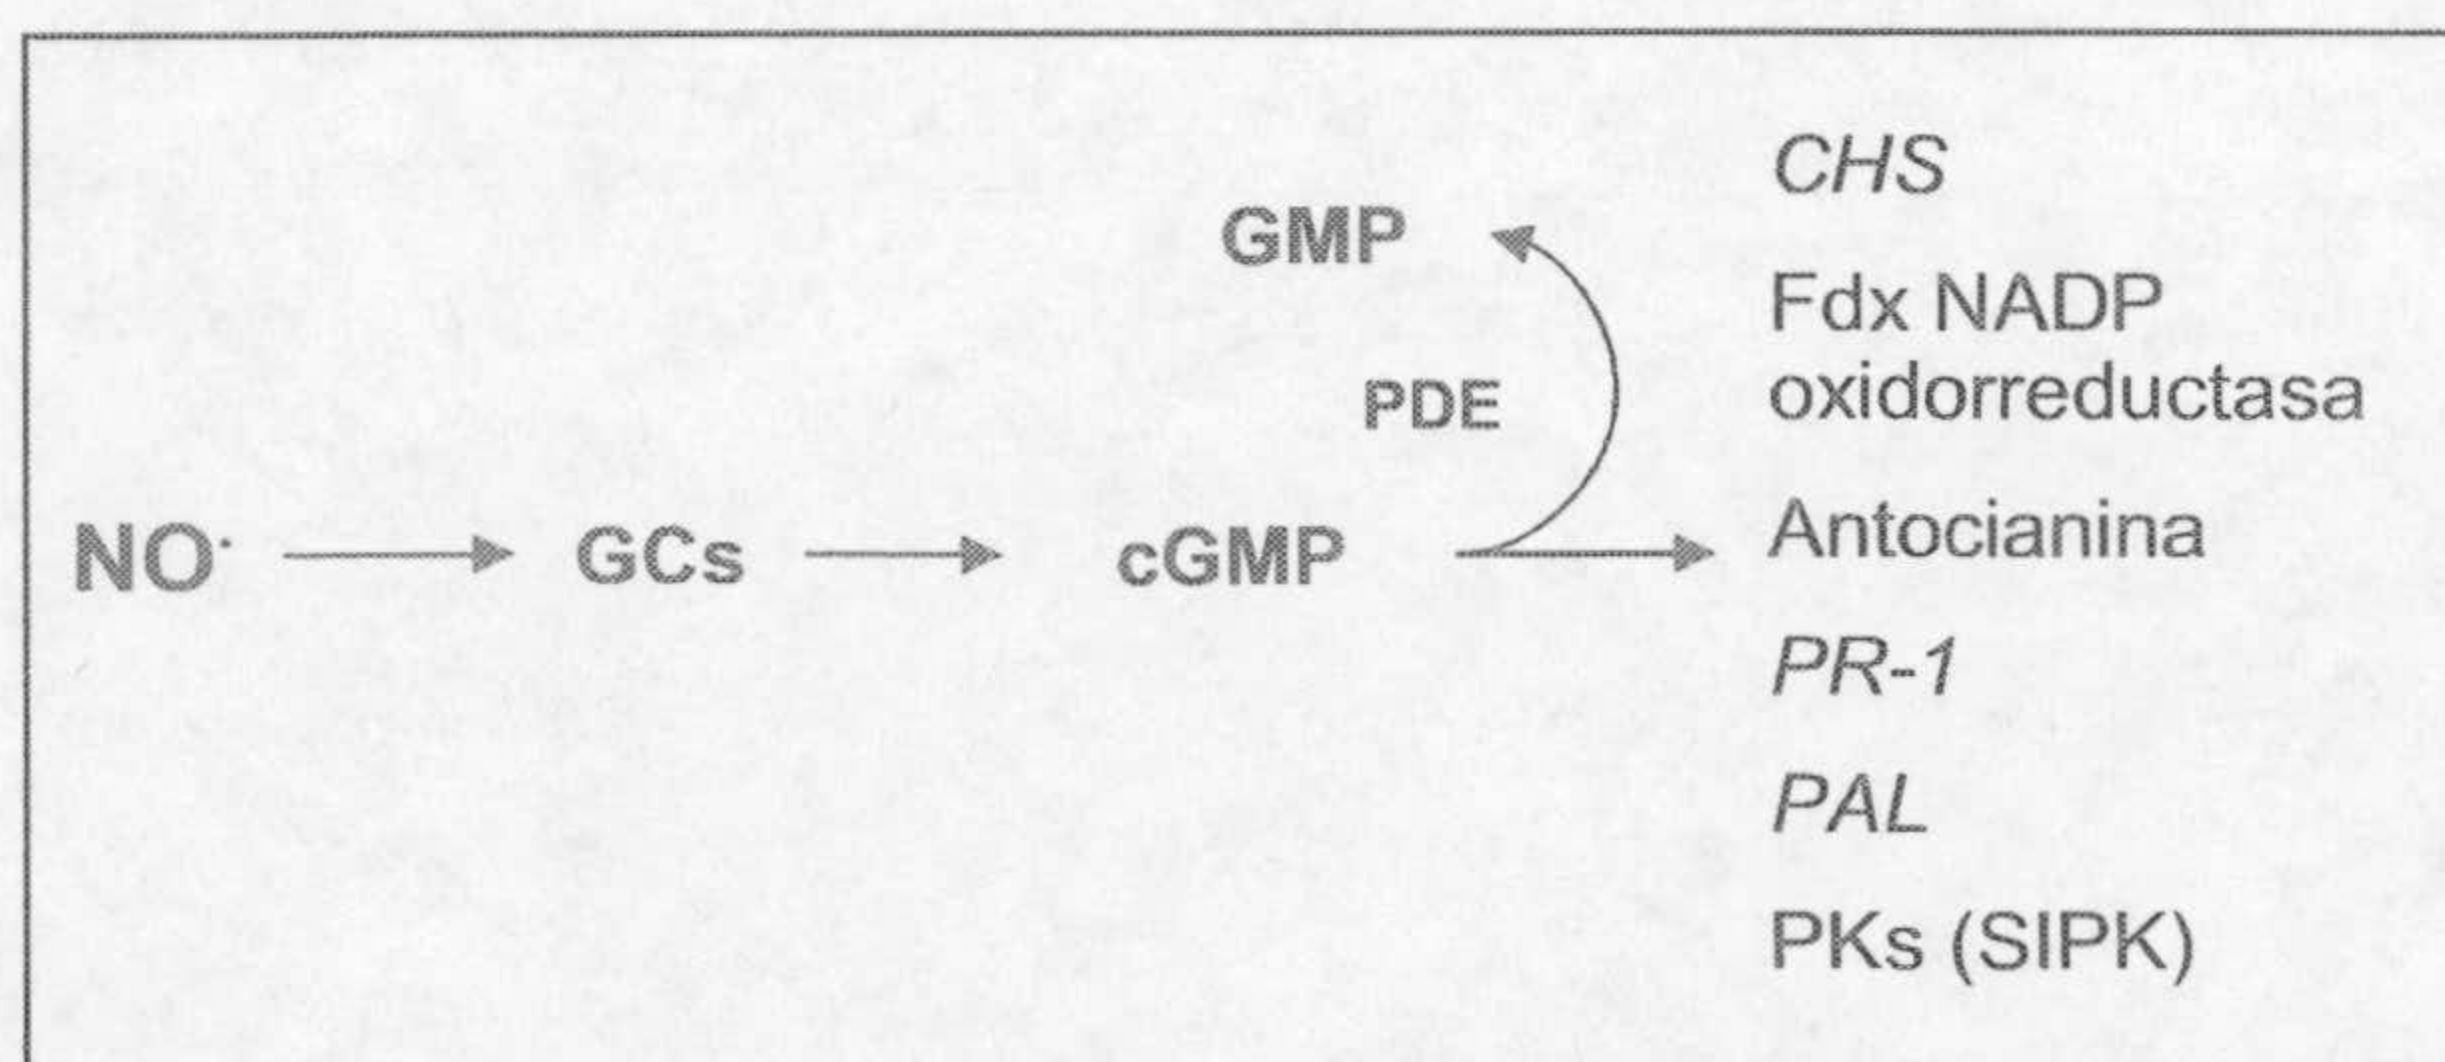 CHS
GMP
Fdx NADP
oxidorreductasa
PDE
NO· GCs cGMP Antocianina
PR-1
PAL
PKs (SIPK)